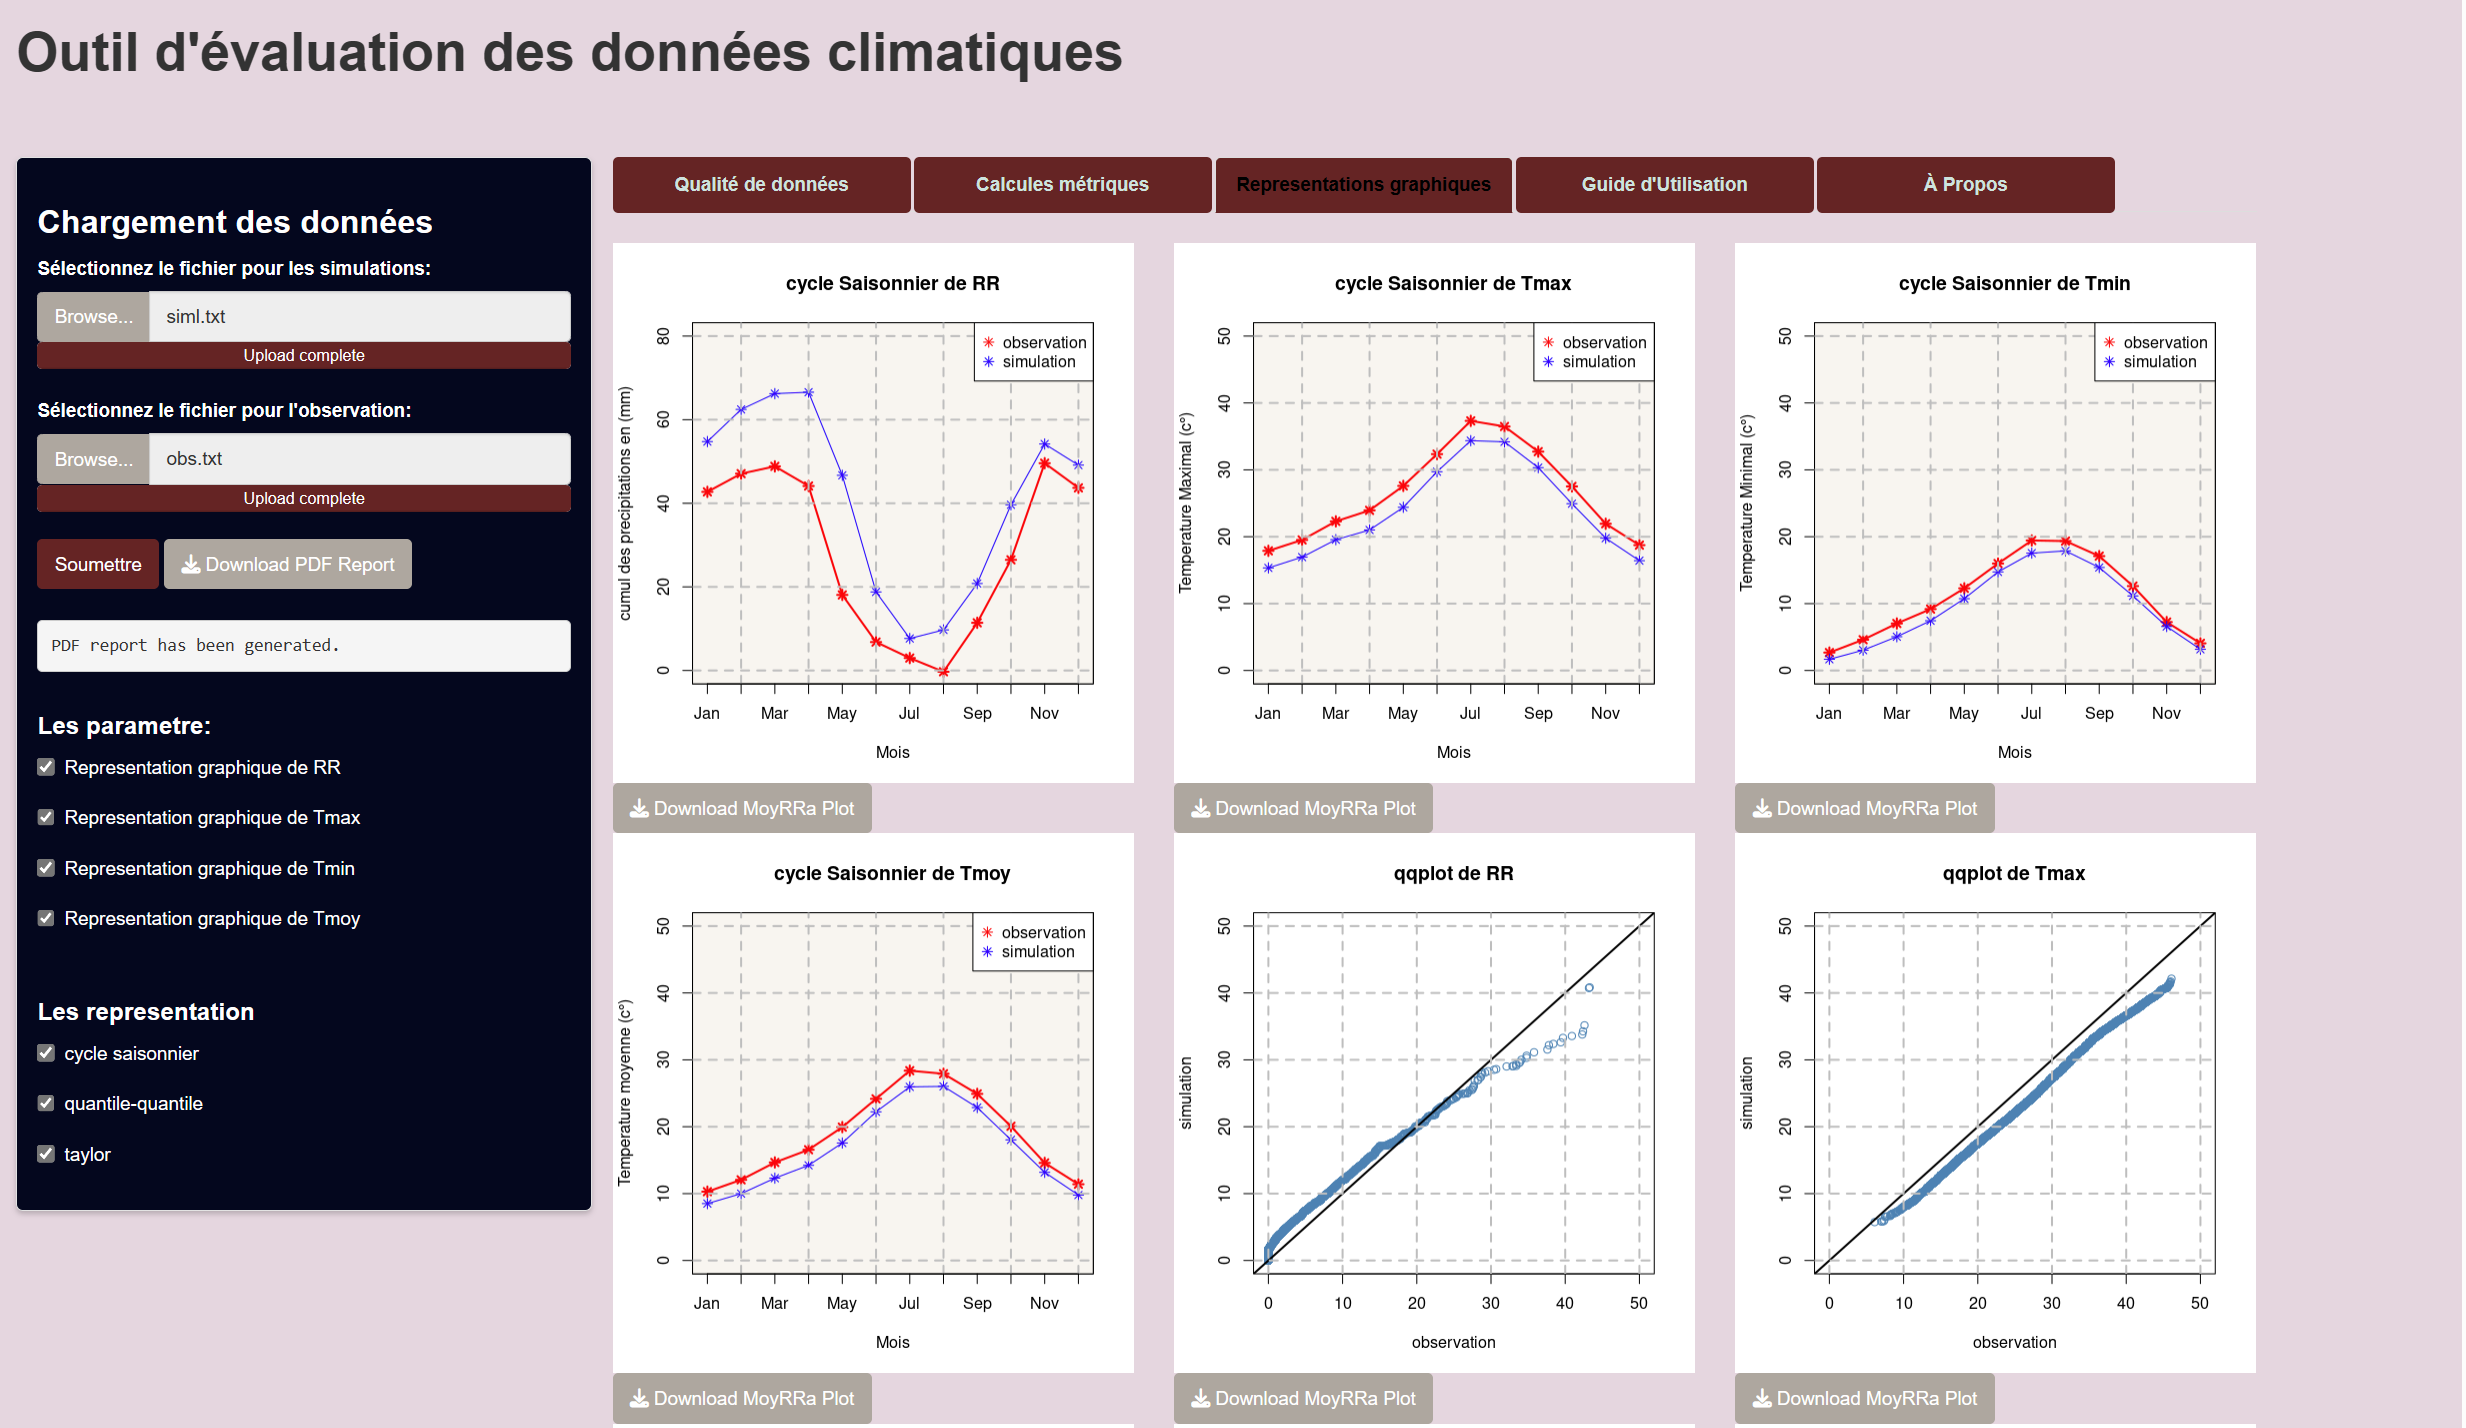 Outil d'évaluation des données climatiques
Chargement des données
Sélectionnez le fichier pour les simulations:
Browse... siml.txt
Upload complete
Sélectionnez le fichier pour l'observation:
Browse... obs.txt
Upload complete
Soumettre Download PDF Report
PDF report has been generated.
Les parametre:
Representation graphique de RR
Representation graphique de Tmax
Representation graphique de Tmin
Representation graphique de Tmoy
Les representation
cycle saisonnier
quantile-quantile
taylor
Qualité de données Calcules métriques Representations graphiques Guide d'Utilisation À Propos
cycle Saisonnier de RR
observation
simulation
cumul des precipitations en (mm)
80
60
40
20
0
Jan Mar May Jul Sep Nov
Mois
Download MoyRRa Plot
cycle Saisonnier de Tmax
observation
simulation
Temperature Maximal (c°)
50
40
30
20
10
0
Jan Mar May Jul Sep Nov
Mois
Download MoyRRa Plot
cycle Saisonnier de Tmin
observation
simulation
Temperature Minimal (c°)
50
40
30
20
10
0
Jan Mar May Jul Sep Nov
Mois
Download MoyRRa Plot
cycle Saisonnier de Tmoy
observation
simulation
Temperature moyenne (c°)
50
40
30
20
10
0
Jan Mar May Jul Sep Nov
Mois
Download MoyRRa Plot
qqplot de RR
simulation
50
40
30
20
10
0
0 10 20 30 40 50
observation
Download MoyRRa Plot
qqplot de Tmax
simulation
50
40
30
20
10
0
0 10 20 30 40 50
observation
Download MoyRRa Plot